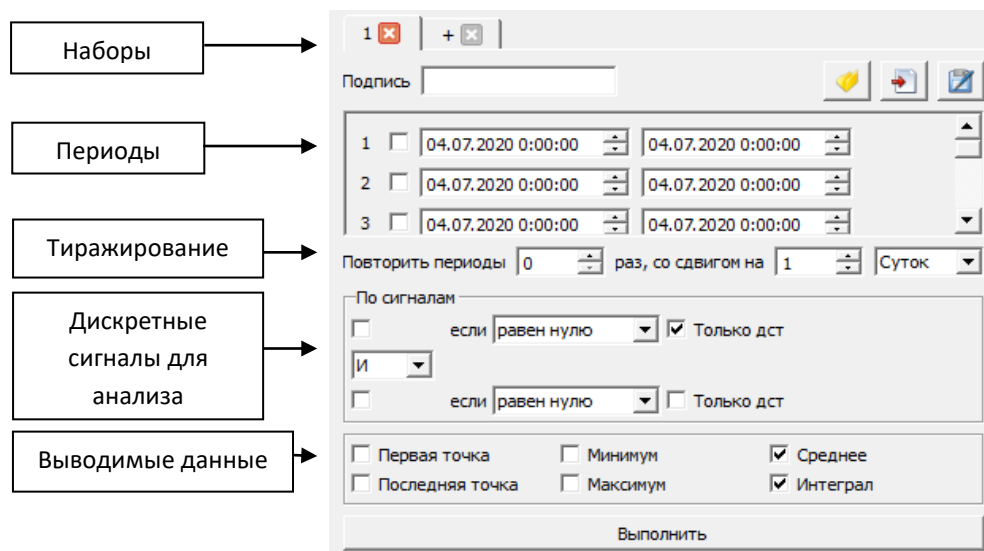 Наборы
1
+
Подпись
Периоды
1 04.07.2020 0:00:00 04.07.2020 0:00:00
2 04.07.2020 0:00:00 04.07.2020 0:00:00
3 04.07.2020 0:00:00 04.07.2020 0:00:00
Тиражирование
Повторить периоды 0 раз, со сдвигом на 1 Суток
Дискретные
сигналы для
анализа
По сигналам
если равен нулю Только дст
И
если равен нулю Только дст
Выводимые данные
Первая точка Минимум Среднее
Последняя точка Максимум Интеграл
Выполнить